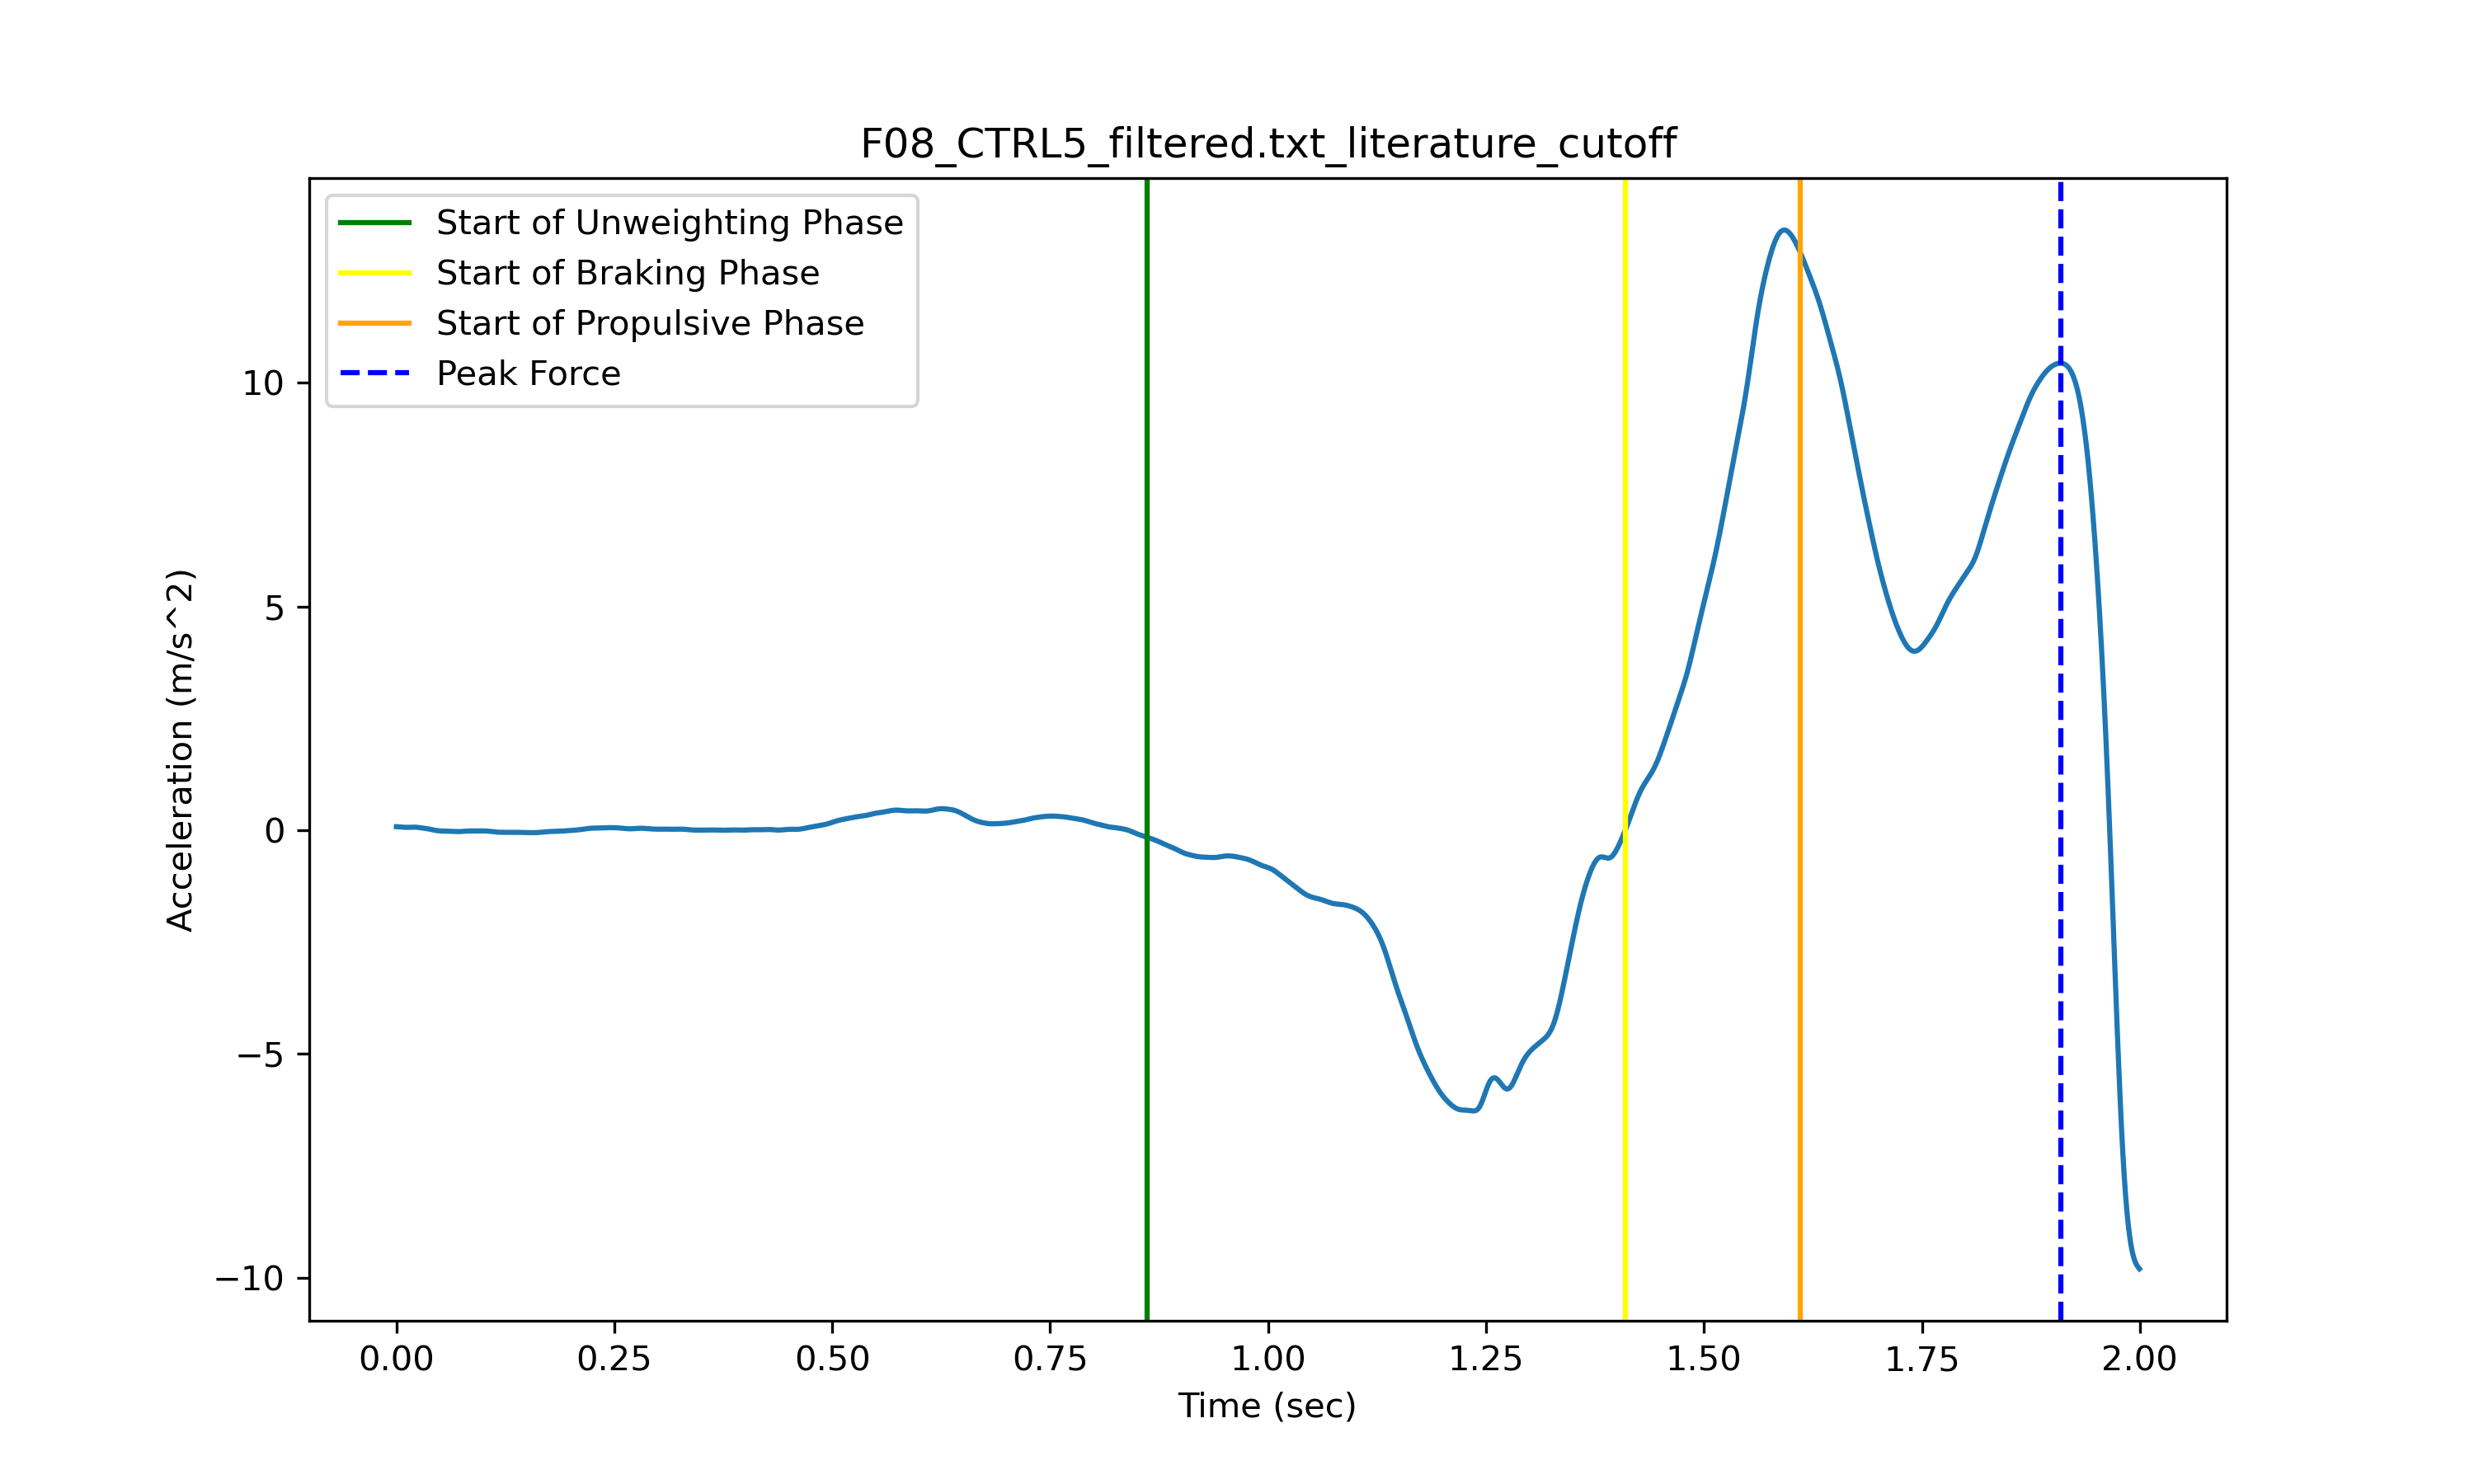 F08_CTRL5_filtered.txt_literature_cutoff
Start of Unweighting Phase
Start of Braking Phase
Start of Propulsive Phase
Peak Force
10
5
0
−5
−10
Acceleration (m/s^2)
0.00 0.25 0.50 0.75 1.00 1.25 1.50 1.75 2.00
Time (sec)